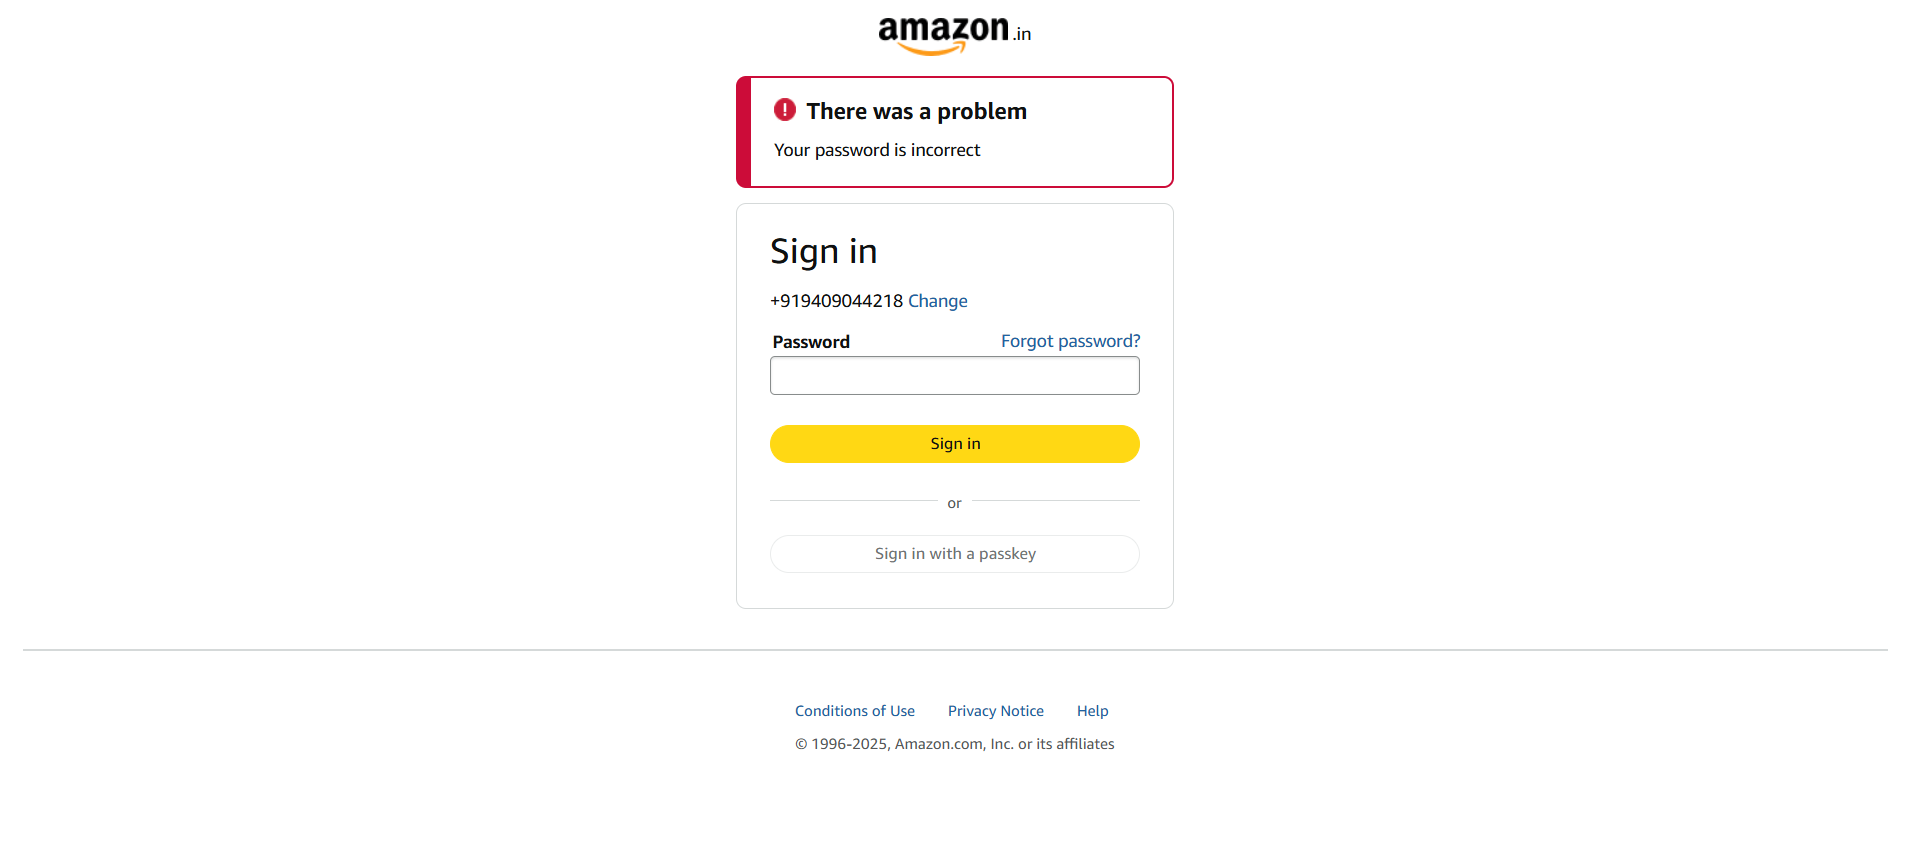 amazon.in
There was a problem
Your password is incorrect
Sign in
+919409044218 Change
Password Forgot password?
Sign in
or
Sign in with a passkey
Conditions of Use Privacy Notice Help
© 1996-2025, Amazon.com, Inc. or its affiliates